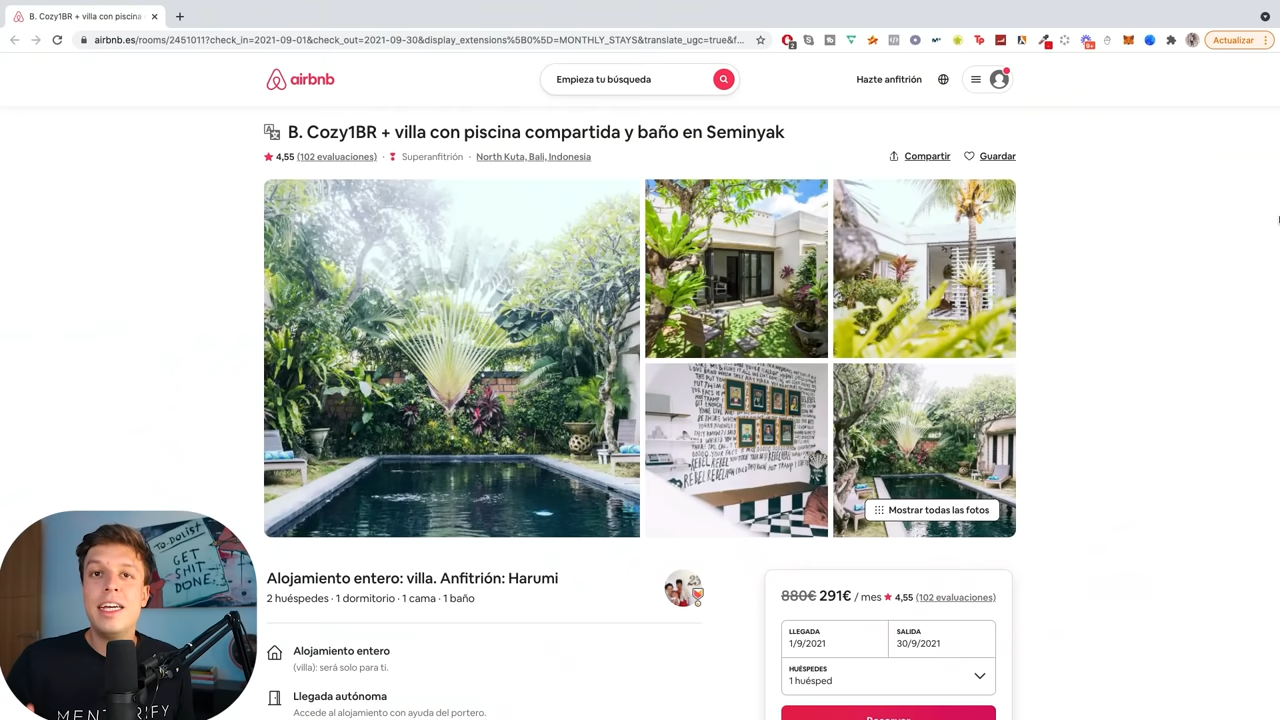 B. Cozy1BR + villa con piscina
airbnb.es/rooms/2451011?check_in=2021-09-01&check_out=2021-09-30&display_extensions%5B0%5D=MONTHLY_STAYS&translate_ugc=true&f...
Actualizar
airbnb
Empieza tu búsqueda
Hazte anfitrión
B. Cozy1BR + villa con piscina compartida y baño en Seminyak
4,55 (102 evaluaciones) · Superanfitrión · North Kuta, Bali, Indonesia
Compartir
Guardar
Mostrar todas las fotos
TO-DO LIST
GET
SHIT
DONE
Alojamiento entero: villa. Anfitrión: Harumi
2 huéspedes · 1 dormitorio · 1 cama · 1 baño
Alojamiento entero
(villa): será solo para ti.
Llegada autónoma
Accede al alojamiento con ayuda del portero.
880€ 291€ / mes 4,55 (102 evaluaciones)
LLEGADA
1/9/2021
SALIDA
30/9/2021
HUÉSPEDES
1 huésped
Reservar